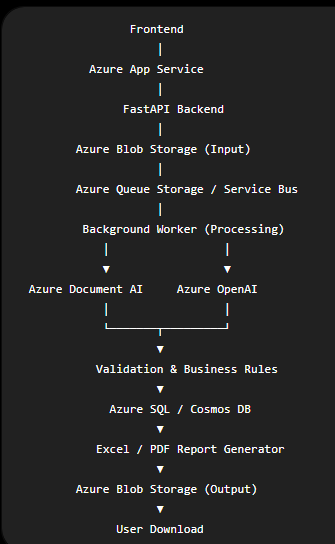 Frontend
Azure App Service
FastAPI Backend
Azure Blob Storage (Input)
Azure Queue Storage / Service Bus
Background Worker (Processing)
Azure Document AI Azure OpenAI
Validation & Business Rules
Azure SQL / Cosmos DB
Excel / PDF Report Generator
Azure Blob Storage (Output)
User Download